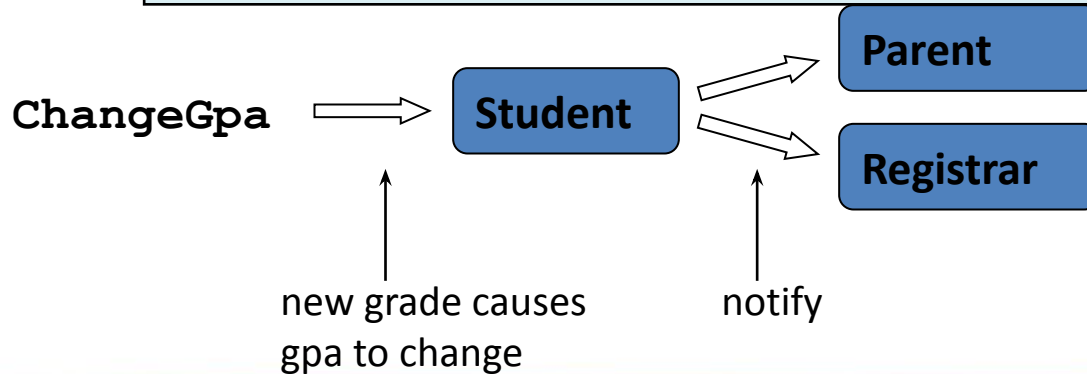 Parent
ChangeGpa
Student
Registrar
new grade causes
gpa to change
notify